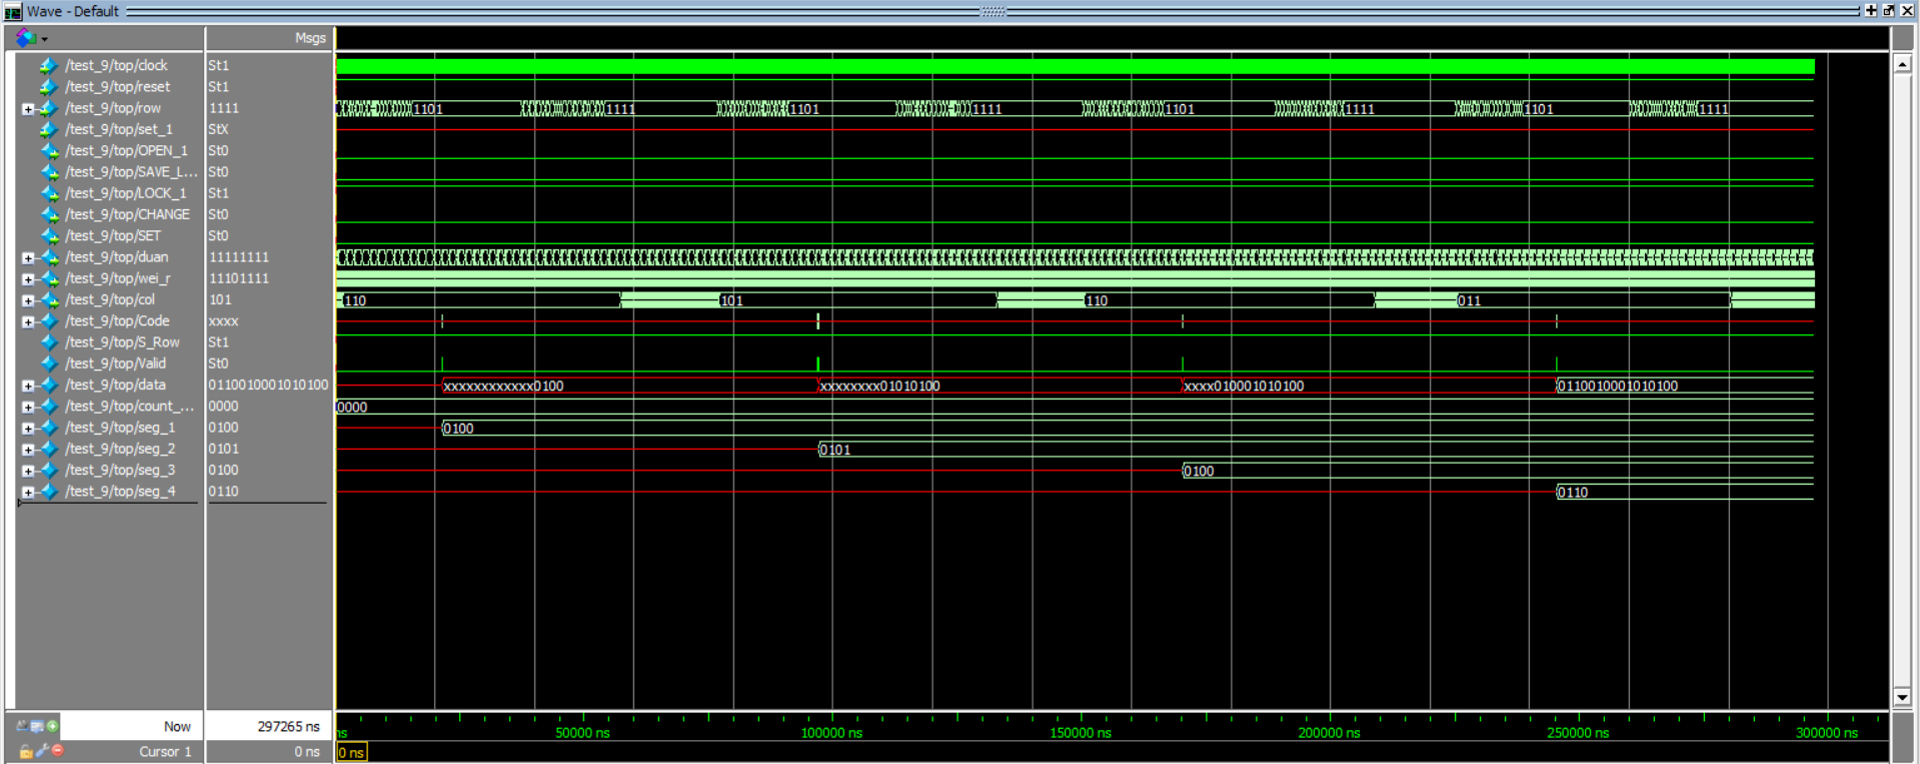 Wave - Default
Msgs
/test_9/top/clock St1
/test_9/top/reset St1
/test_9/top/row 1111 1101 1111 1101 1111 1101 1111 1101 1111
/test_9/top/set_1 StX
/test_9/top/OPEN_1 St0
/test_9/top/SAVE_L... St0
/test_9/top/LOCK_1 St1
/test_9/top/CHANGE St0
/test_9/top/SET St0
/test_9/top/duan 11111111
/test_9/top/wei_r 11101111
/test_9/top/col 101 110 101 110 011
/test_9/top/Code xxxx
/test_9/top/S_Row St1
/test_9/top/Valid St0
/test_9/top/data 0110010001010100 xxxxxxxxxxxx0100 xxxxxxxx01010100 xxxx010001010100 0110010001010100
/test_9/top/count_... 0000 0000
/test_9/top/seg_1 0100 0100
/test_9/top/seg_2 0101 0101
/test_9/top/seg_3 0100 0100
/test_9/top/seg_4 0110 0110
Now 297265 ns ns 50000 ns 100000 ns 150000 ns 200000 ns 250000 ns 300000 ns
Cursor 1 0 ns 0 ns